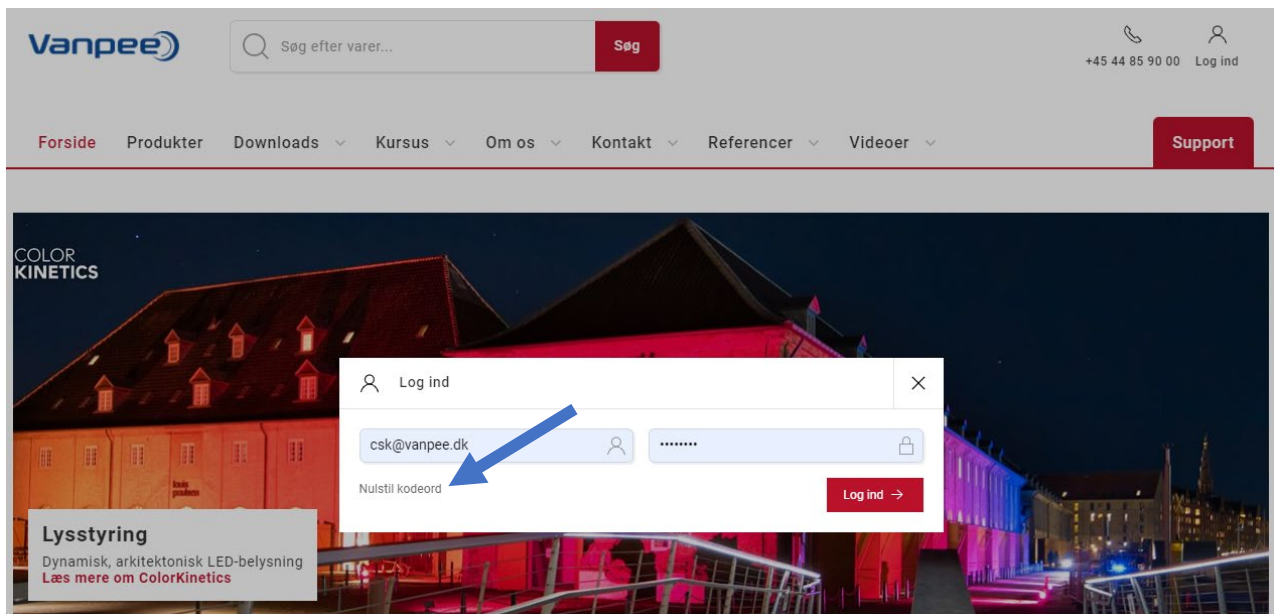 Vanpee
Søg efter varer...
Søg
+45 44 85 90 00 Log ind
Forside Produkter Downloads Kursus Om os Kontakt Referencer Videoer Support
COLOR
KINETICS
Log ind
csk@vanpee.dk ••••••••
Nulstil kodeord
Log ind →
louis
poulsen
Lysstyring
Dynamisk, arkitektonisk LED-belysning
Læs mere om ColorKinetics